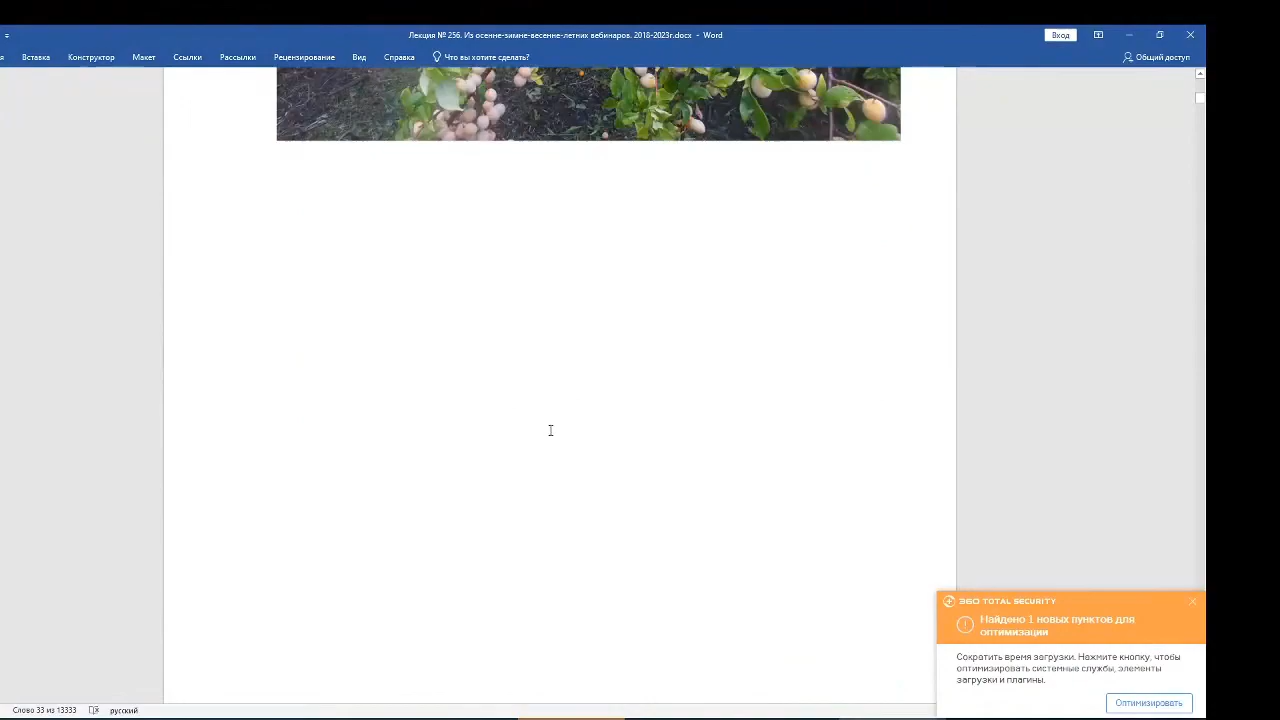 Лекция № 256. Из осенне-зимне-весенне-летних вебинаров. 2018-2023г.docx - Word
Вход
я Вставка Конструктор Макет Ссылки Рассылки Рецензирование Вид Справка Что вы хотите сделать? Общий доступ
360 TOTAL SECURITY
Найдено 1 новых пунктов для
оптимизации
Сократить время загрузки. Нажмите кнопку, чтобы
оптимизировать системные службы, элементы
загрузки и плагины.
Оптимизировать
Слово 33 из 13333 русский